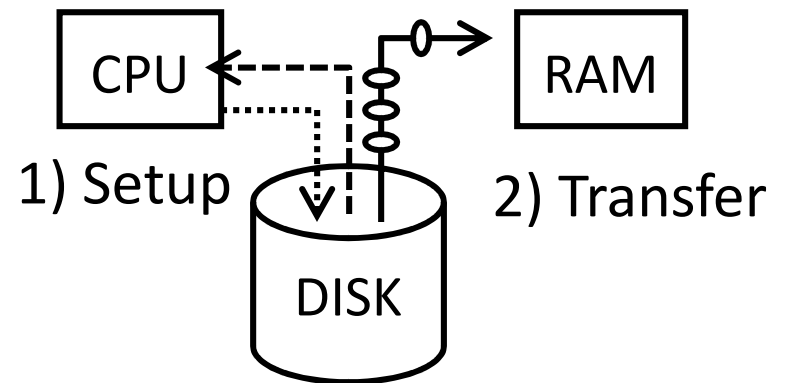 CPU
RAM
1) Setup
2) Transfer
DISK